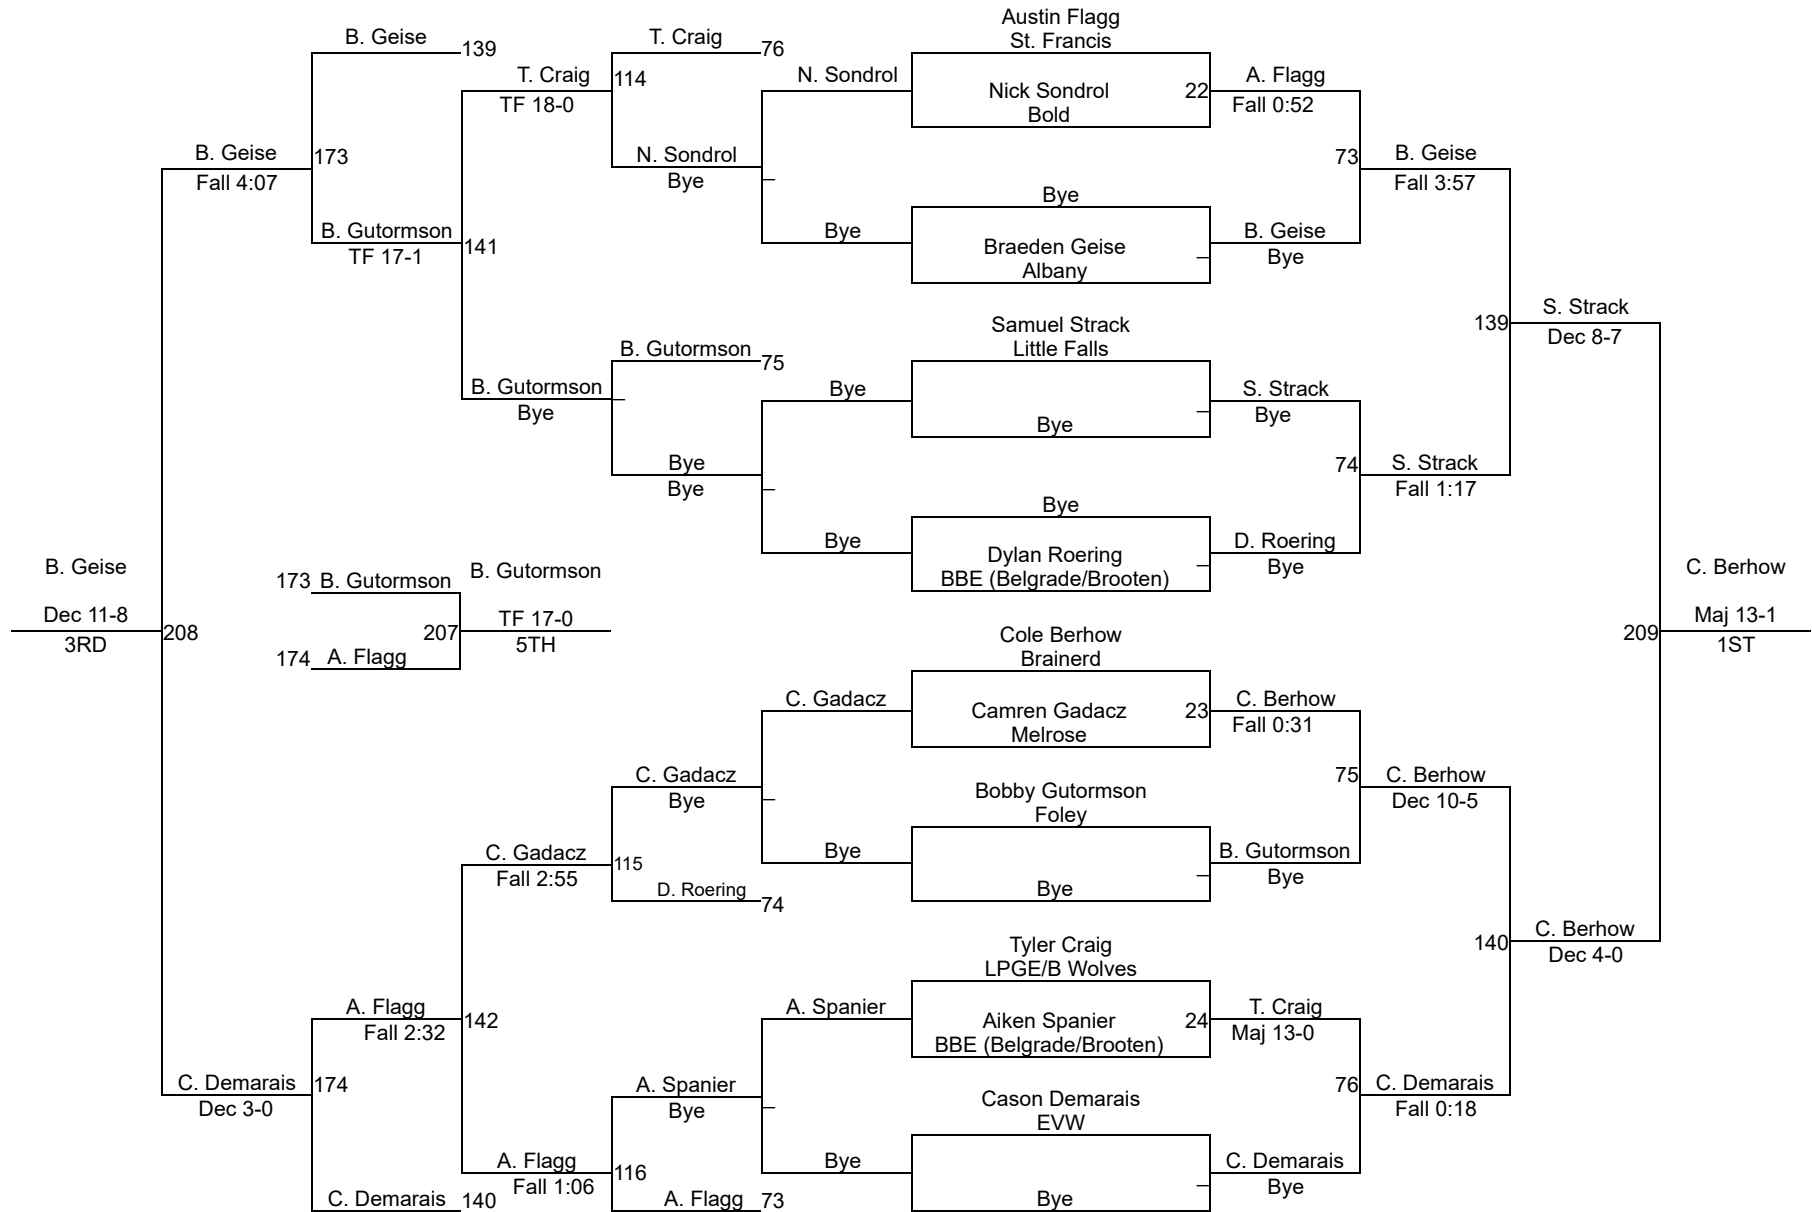 Austin Flagg
St. Francis
B. Geise
139
T. Craig
76
T. Craig
114
TF 18-0
N. Sondrol
Nick Sondrol
Bold
22
A. Flagg
Fall 0:52
B. Geise
173
Fall 4:07
N. Sondrol
Bye
73
B. Geise
Fall 3:57
Bye
B. Gutormson
TF 17-1
141
Bye
Braeden Geise
Albany
B. Geise
Bye
Samuel Strack
Little Falls
139
S. Strack
Dec 8-7
B. Gutormson
75
B. Gutormson
Bye
Bye
Bye
S. Strack
Bye
Bye
Bye
74
S. Strack
Fall 1:17
Bye
Bye
Dylan Roering
BBE (Belgrade/Brooten)
D. Roering
Bye
B. Geise
Dec 11-8
3RD
208
173
B. Gutormson
B. Gutormson
207
TF 17-0
5TH
174
A. Flagg
C. Berhow
Maj 13-1
1ST
209
Cole Berhow
Brainerd
C. Gadacz
Camren Gadacz
Melrose
23
C. Berhow
Fall 0:31
C. Gadacz
Bye
75
C. Berhow
Dec 10-5
Bobby Gutormson
Foley
C. Gadacz
115
Fall 2:55
Bye
B. Gutormson
Bye
D. Roering
74
Bye
140
C. Berhow
Dec 4-0
Tyler Craig
LPGE/B Wolves
A. Flagg
Fall 2:32
142
A. Spanier
Aiken Spanier
BBE (Belgrade/Brooten)
24
T. Craig
Maj 13-0
C. Demarais
174
Dec 3-0
A. Spanier
Bye
76
C. Demarais
Fall 0:18
Cason Demarais
EVW
A. Flagg
116
Fall 1:06
Bye
C. Demarais
Bye
C. Demarais
140
A. Flagg
73
Bye